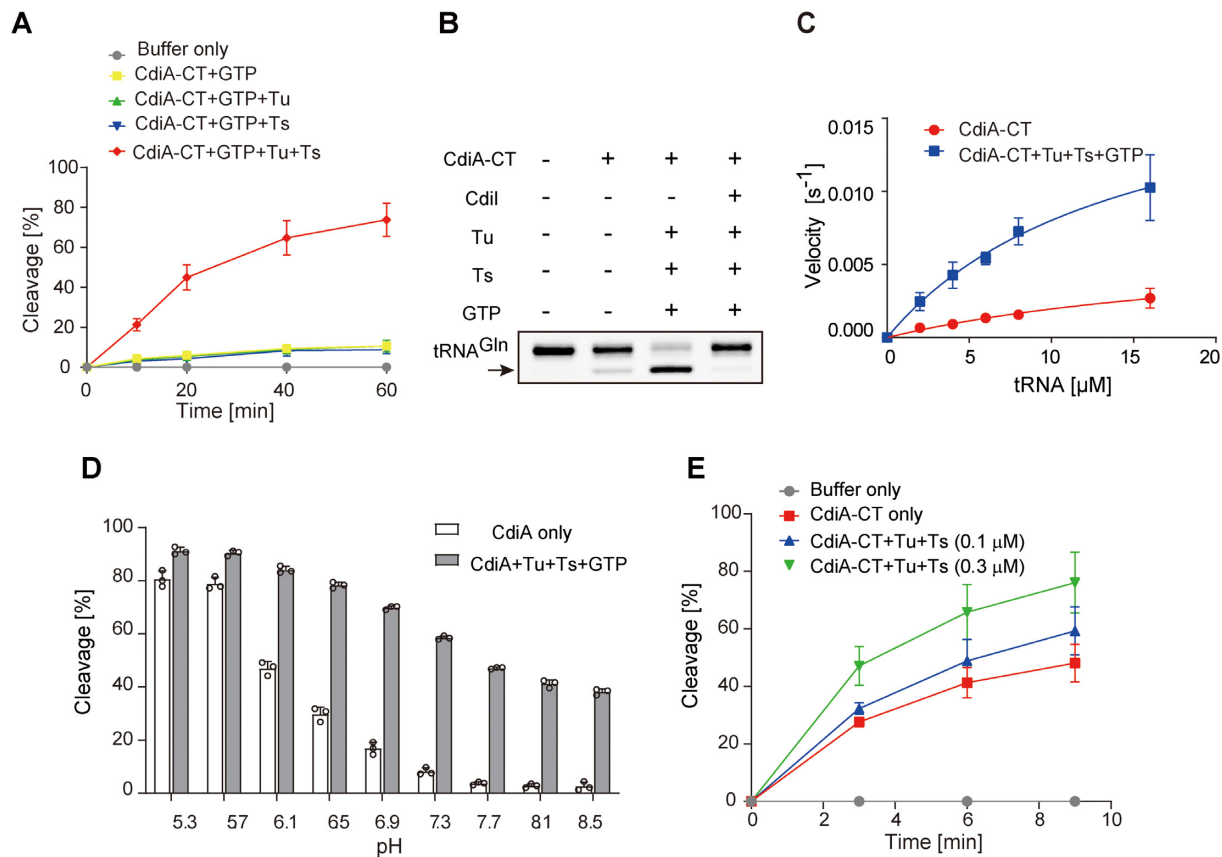 A
Buffer only
CdiA-CT+GTP
CdiA-CT+GTP+Tu
CdiA-CT+GTP+Ts
CdiA-CT+GTP+Tu+Ts
100
80
60
40
20
0
Cleavage [%]
0 20 40 60
Time [min]
B
CdiA-CT - + + +
CdiI - - - +
Tu - - + +
Ts - - + +
GTP - - + +
tRNAGln
C
CdiA-CT
CdiA-CT+Tu+Ts+GTP
0.015
0.010
0.005
0.000
Velocity [s⁻¹]
0 5 10 15 20
tRNA [µM]
D
CdiA only
CdiA+Tu+Ts+GTP
100
80
60
40
20
0
Cleavage [%]
5.3 57 6.1 65 6.9 7.3 7.7 81 8.5
pH
E
Buffer only
CdiA-CT only
CdiA-CT+Tu+Ts (0.1 µM)
CdiA-CT+Tu+Ts (0.3 µM)
100
80
60
40
20
0
Cleavage [%]
0 2 4 6 8 10
Time [min]